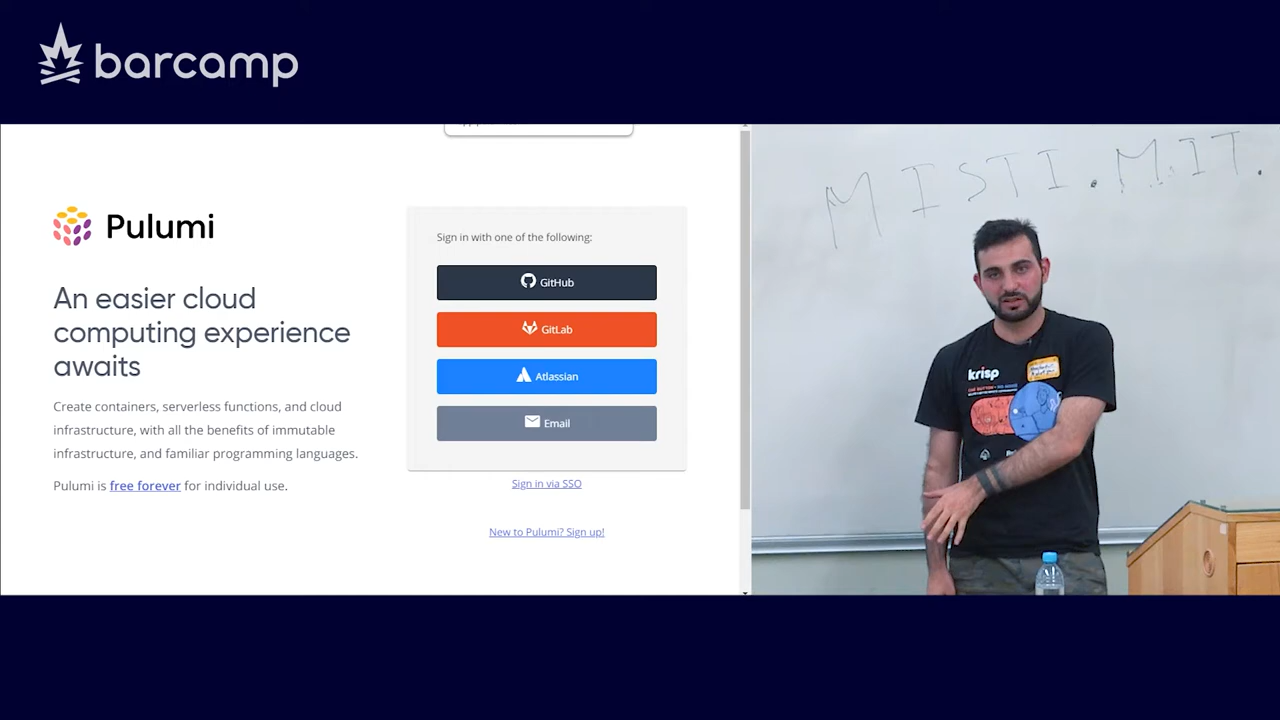 barcamp
Pulumi
An easier cloud
computing experience
awaits
Create containers, serverless functions, and cloud
infrastructure, with all the benefits of immutable
infrastructure, and familiar programming languages.
Pulumi is free forever for individual use.
Sign in with one of the following:
GitHub
GitLab
Atlassian
Email
Sign in via SSO
New to Pulumi? Sign up!
MISTI.MIT.
krisp